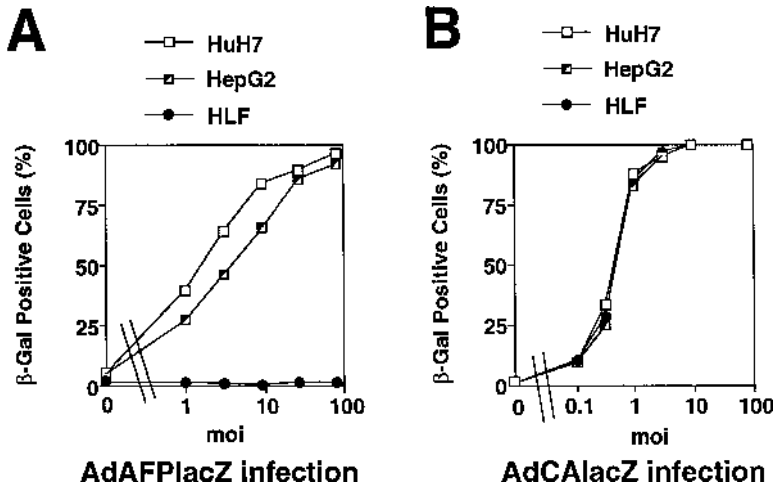 A
HuH7
HepG2
HLF
β-Gal Positive Cells (%)
100
75
50
25
0
0 1 10 100
moi
AdAFPlacZ infection
B
HuH7
HepG2
HLF
β-Gal Positive Cells (%)
100
75
50
25
0
0 0.1 1 10 100
moi
AdCAlacZ infection